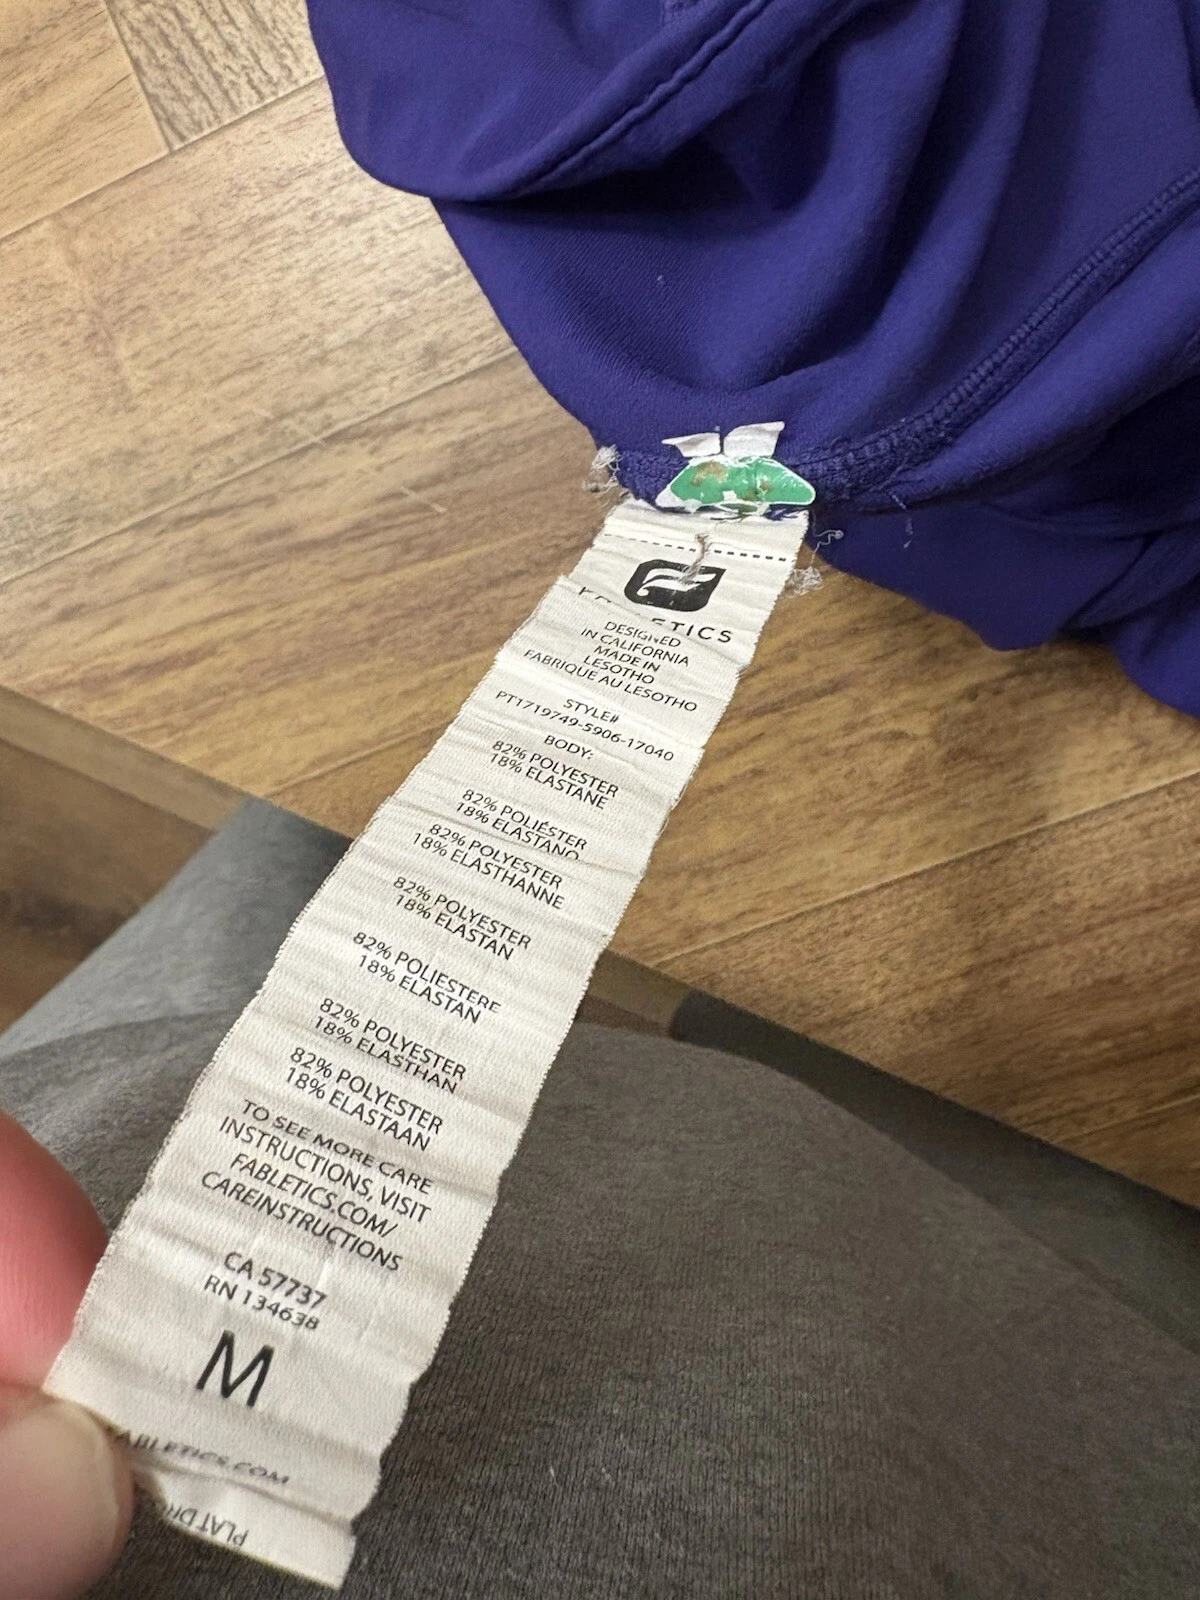 DESIGNED
IN CALIFORNIA
MADE IN
LESOTHO
FABRIQUE AU LESOTHO
STYLE#
PT1719749-5906-17040
BODY:
82% POLYESTER
18% ELASTANE
82% POLIÉSTER
18% ELASTANO
82% POLYESTER
18% ELASTHANNE
82% POLYESTER
18% ELASTAN
82% POLIESTERE
18% ELASTAN
82% POLYESTER
18% ELASTHAN
82% POLYESTER
18% ELASTAAN
TO SEE MORE CARE
INSTRUCTIONS, VISIT
FABLETICS.COM/
CAREINSTRUCTIONS
CA 57737
RN 134638
M
FABLETICS.COM